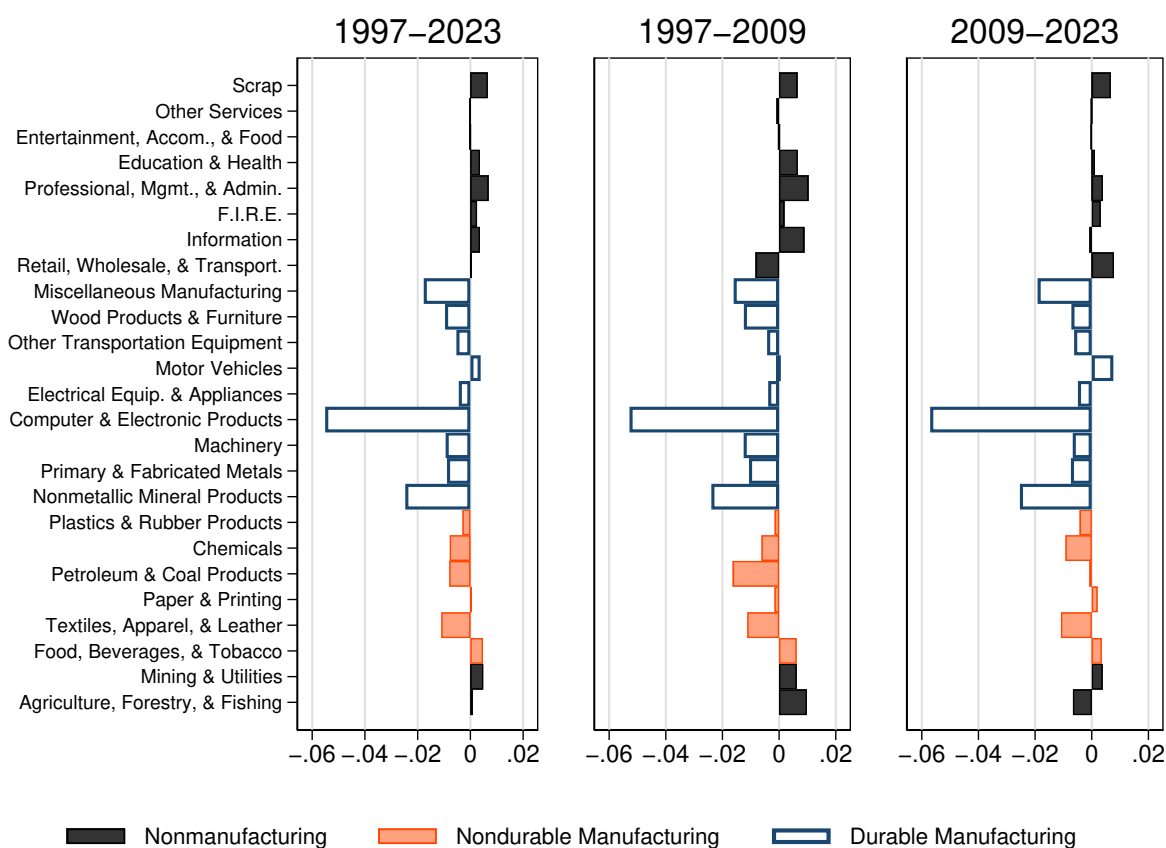 1997−2023
1997−2009
2009−2023
Scrap
Other Services
Entertainment, Accom., & Food
Education & Health
Professional, Mgmt., & Admin.
F.I.R.E.
Information
Retail, Wholesale, & Transport.
Miscellaneous Manufacturing
Wood Products & Furniture
Other Transportation Equipment
Motor Vehicles
Electrical Equip. & Appliances
Computer & Electronic Products
Machinery
Primary & Fabricated Metals
Nonmetallic Mineral Products
Plastics & Rubber Products
Chemicals
Petroleum & Coal Products
Paper & Printing
Textiles, Apparel, & Leather
Food, Beverages, & Tobacco
Mining & Utilities
Agriculture, Forestry, & Fishing
−.06 −.04 −.02 0 .02
−.06 −.04 −.02 0 .02
−.06 −.04 −.02 0 .02
Nonmanufacturing
Nondurable Manufacturing
Durable Manufacturing